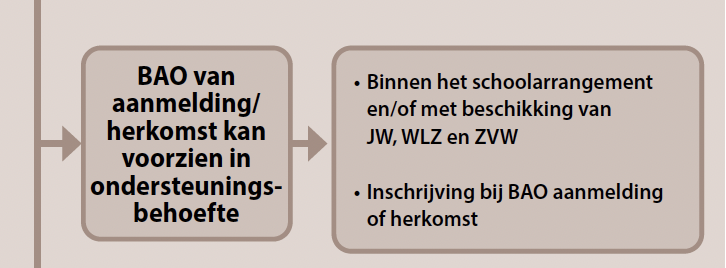 BAO van
aanmelding/
herkomst kan
voorzien in
ondersteunings-
behoefte
• Binnen het schoolarrangement
en/of met beschikking van
JW, WLZ en ZVW
• Inschrijving bij BAO aanmelding
of herkomst